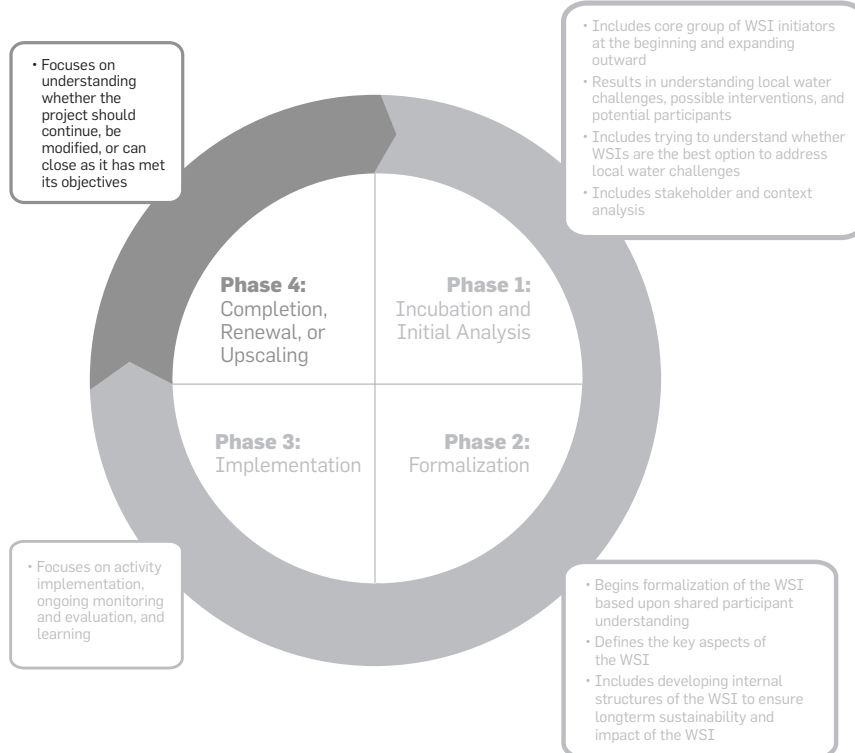 • Focuses on
understanding
whether the
project should
continue, be
modified, or can
close as it has met
its objectives
• Includes core group of WSI initiators
at the beginning and expanding
outward
• Results in understanding local water
challenges, possible interventions, and
potential participants
• Includes trying to understand whether
WSIs are the best option to address
local water challenges
• Includes stakeholder and context
analysis
Phase 4:
Completion,
Renewal, or
Upscaling
Phase 1:
Incubation and
Initial Analysis
Phase 3:
Implementation
Phase 2:
Formalization
• Focuses on activity
implementation,
ongoing monitoring
and evaluation, and
learning
• Begins formalization of the WSI
based upon shared participant
understanding
• Defines the key aspects of
the WSI
• Includes developing internal
structures of the WSI to ensure
longterm sustainability and
impact of the WSI